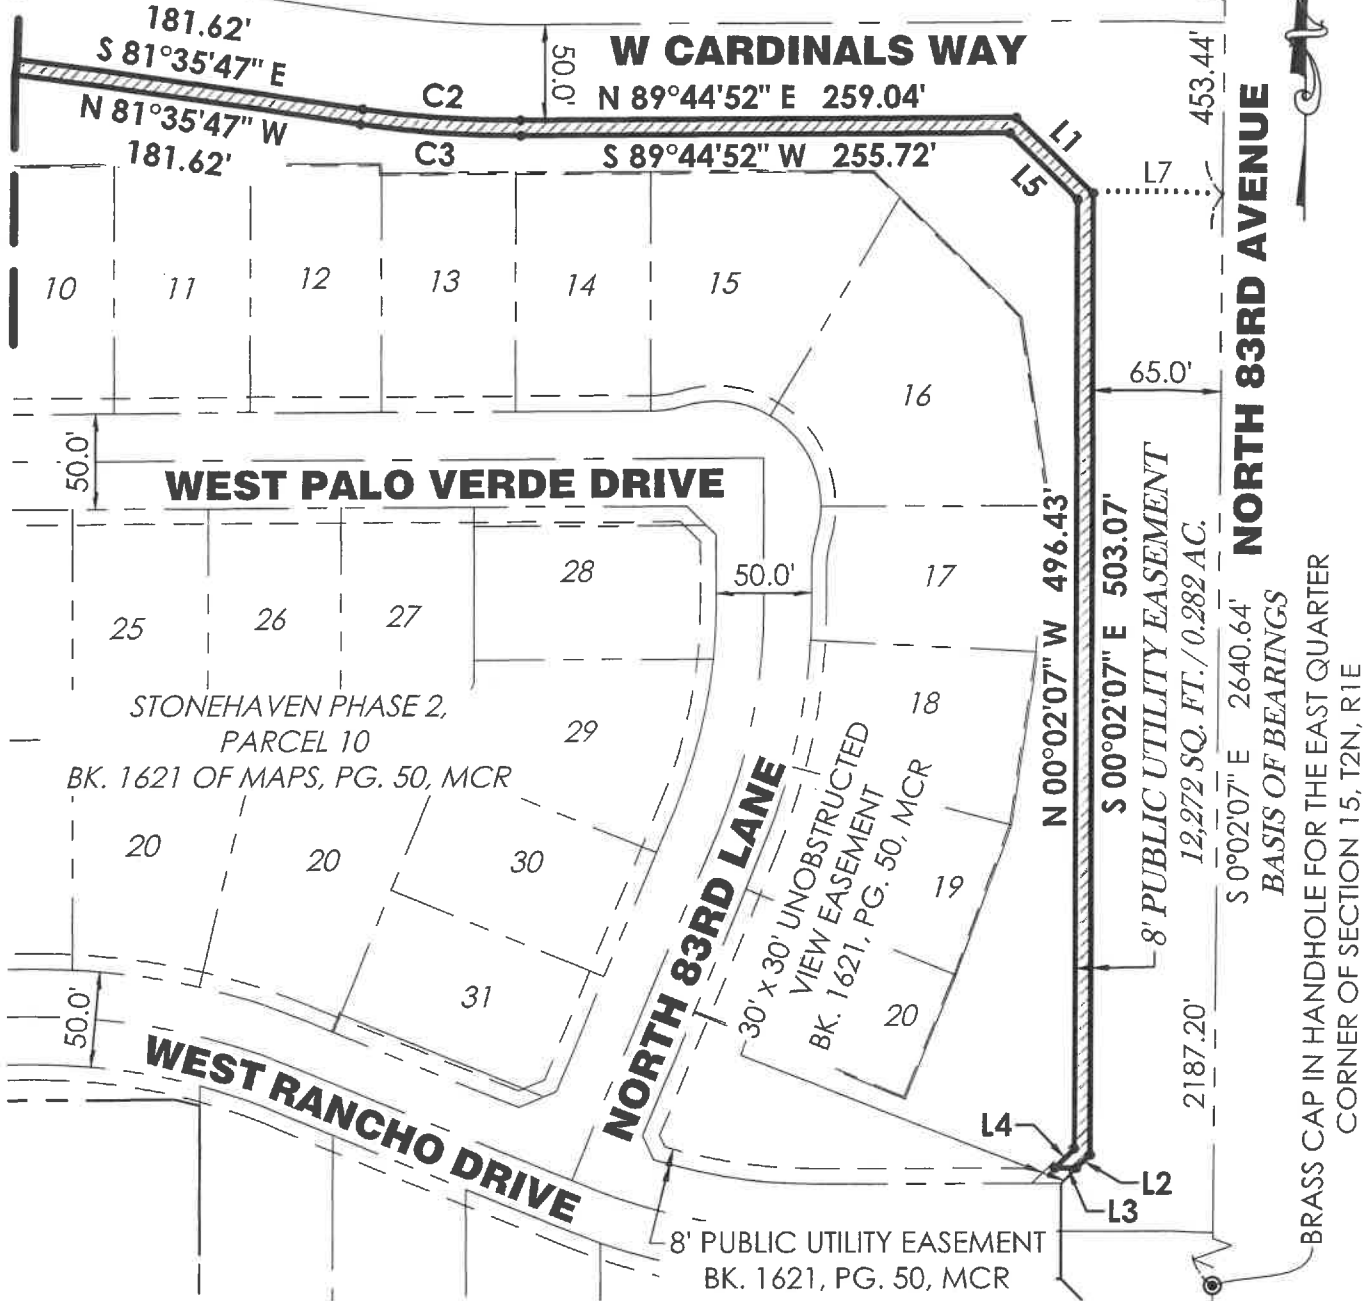 181.62'
S 81°35'47" E
N 81°35'47" W
181.62'
C2
C3
50.0'
W CARDINALS WAY
N 89°44'52" E 259.04'
S 89°44'52" W 255.72'
L1
L5
L7
453.44'
NORTH 83RD AVENUE
10
11
12
13
14
15
16
65.0'
50.0'
WEST PALO VERDE DRIVE
25
26
27
28
50.0'
17
N 00°02'07" W 496.43'
S 00°02'07" E 503.07'
8' PUBLIC UTILITY EASEMENT
12,272 SQ. FT. / 0.282 AC.
S 0°02'07" E 2640.64'
BASIS OF BEARINGS
BRASS CAP IN HANDHOLE FOR THE EAST QUARTER
CORNER OF SECTION 15, T2N, R1E
STONEHAVEN PHASE 2,
PARCEL 10
BK. 1621 OF MAPS, PG. 50, MCR
29
18
30' x 30' UNOBSTRUCTED
VIEW EASEMENT
BK. 1621, PG. 50, MCR
20
20
30
19
31
20
NORTH 83RD LANE
50.0'
WEST RANCHO DRIVE
2187.20'
L4
L2
L3
8' PUBLIC UTILITY EASEMENT
BK. 1621, PG. 50, MCR